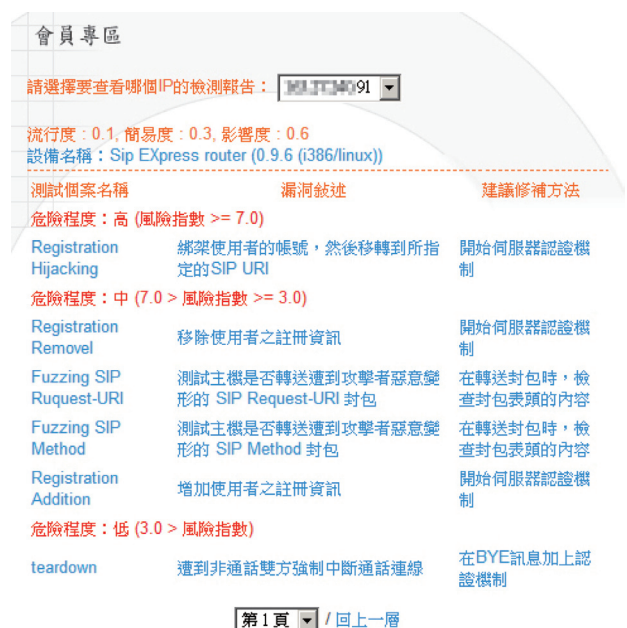 會員專區
請選擇要查看哪個IP的檢測報告： 91
流行度：0.1, 簡易度：0.3, 影響度：0.6
設備名稱：Sip EXpress router (0.9.6 (i386/linux))
測試個案名稱 漏洞敍述 建議修補方法
危險程度：高 (風險指數 >= 7.0)
Registration 綁架使用者的帳號，然後移轉到所指 開始伺服器認證機
Hijacking 定的SIP URI 制
危險程度：中 (7.0 > 風險指數 >= 3.0)
Registration 移除使用者之註冊資訊 開始伺服器認證機
Removel 制
Fuzzing SIP 測試主機是否轉送遭到攻擊者惡意變 在轉送封包時，檢
Ruquest-URI 形的 SIP Request-URI 封包 查封包表頭的內容
Fuzzing SIP 測試主機是否轉送遭到攻擊者惡意變 在轉送封包時，檢
Method 形的 SIP Method 封包 查封包表頭的內容
Registration 增加使用者之註冊資訊 開始伺服器認證機
Addition 制
危險程度：低 (3.0 > 風險指數)
teardown 遭到非通話雙方強制中斷通話連線 在BYE訊息加上認
證機制
第1頁 / 回上一層